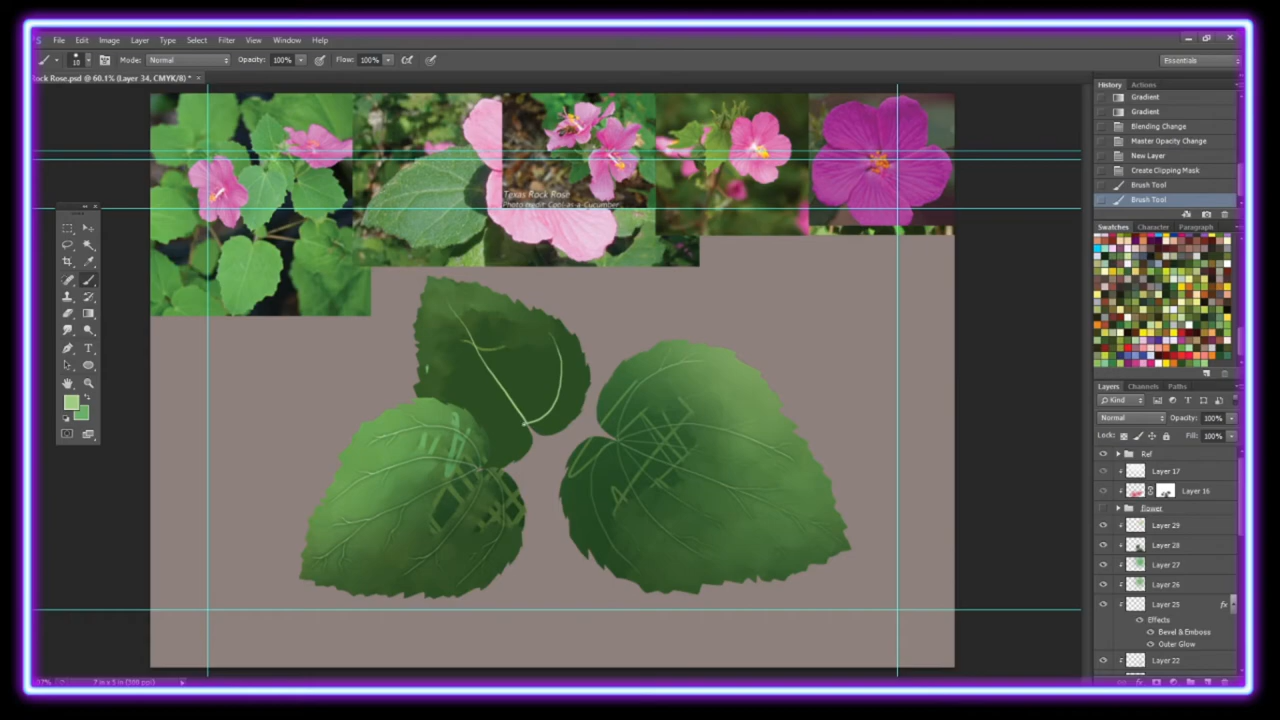 File Edit Image Layer Type Select Filter View Window Help
10 Mode: Normal Opacity: 100% Flow: 100% Essentials
Rock Rose.psd @ 60.1% (Layer 34, CMYK/8) *
History Actions
Gradient
Gradient
Blending Change
Master Opacity Change
New Layer
Create Clipping Mask
Brush Tool
Brush Tool
Texas Rock Rose
Swatches Character Paragraph
Layers Channels Paths
Kind
Normal Opacity: 100%
Lock: Fill: 100%
Ref
Layer 17
Layer 16
flower
Layer 29
Layer 28
Layer 27
Layer 26
Layer 25 fx
Effects
Bevel & Emboss
Outer Glow
Layer 22